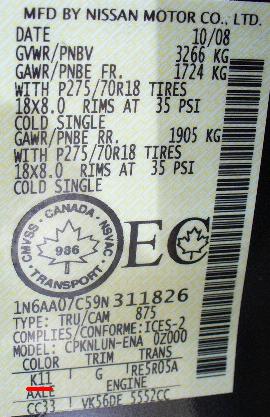 MFD BY NISSAN MOTOR CO., LTD.
DATE 10/08
GVWR/PNBV 3266 KG
GAWR/PNBE FR. 1724 KG
WITH P275/70R18 TIRES
18X8.0 RIMS AT 35 PSI
COLD SINGLE
GAWR/PNBE RR. 1905 KG
WITH P275/70R18 TIRES
18X8.0 RIMS AT 35 PSI
COLD SINGLE
CMVSS · CANADA · NSVAC · TRANSPORT ·
986
EC
1N6AA07C59N311826
TYPE: TRU/CAM 875
COMPLIES/CONFORME:ICES-2
MODEL: CPKNLUN-ENA 0Z000
COLOR TRIM TRANS
K11 G RE5R05A
AXLE ENGINE
CC33 VK56DE 5552CC